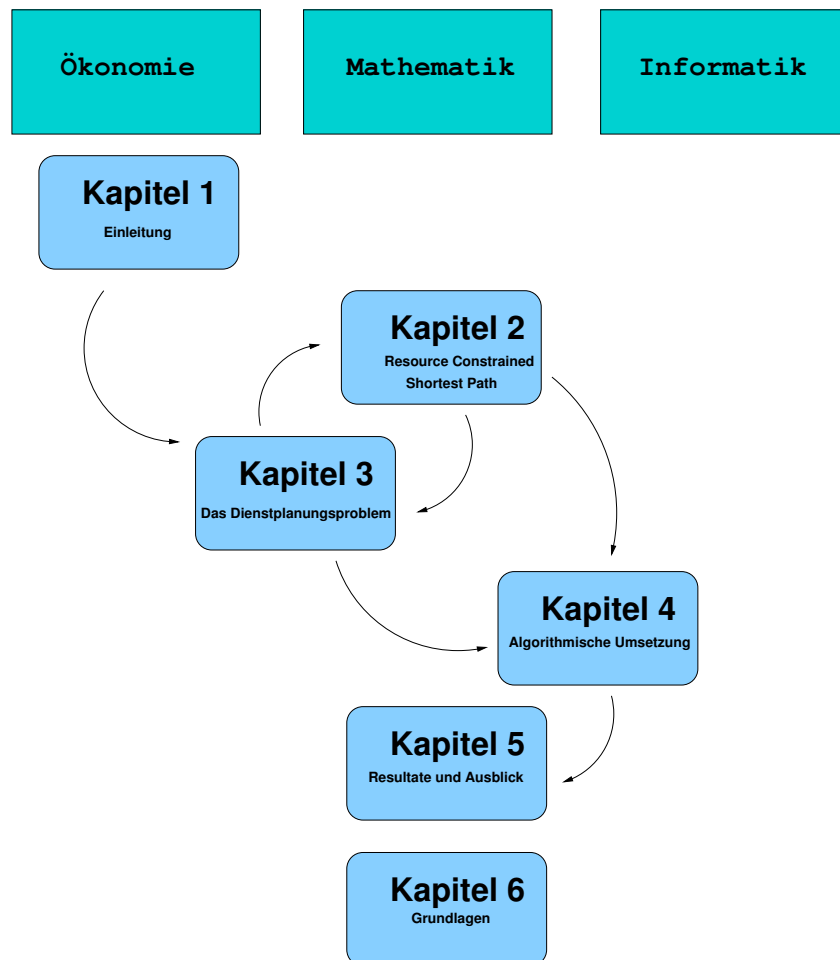 Ökonomie
Mathematik
Informatik
Kapitel 1
Einleitung
Kapitel 2
Resource Constrained
Shortest Path
Kapitel 3
Das Dienstplanungsproblem
Kapitel 4
Algorithmische Umsetzung
Kapitel 5
Resultate und Ausblick
Kapitel 6
Grundlagen